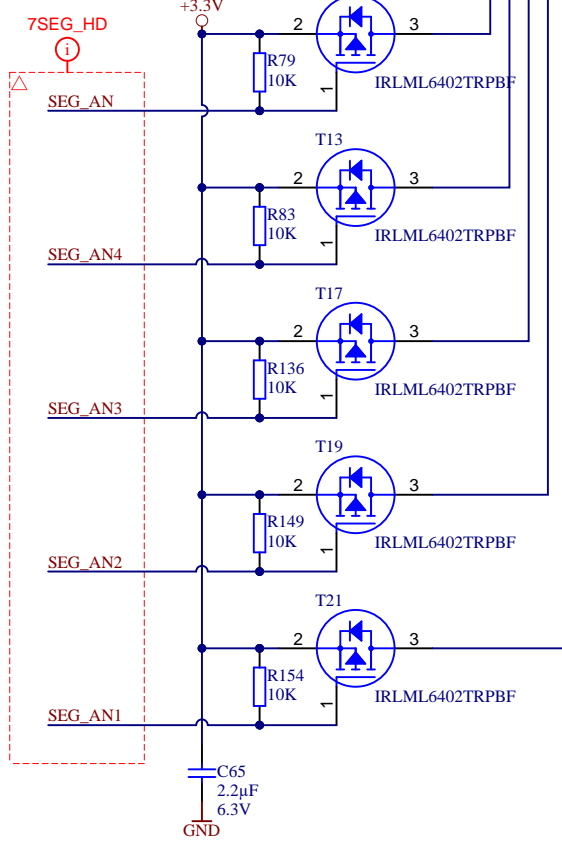 +3.3V
7SEG_HD
i
2
3
R79
10K
IRLML6402TRPBF
1
SEG_AN
T13
2
3
R83
10K
IRLML6402TRPBF
1
SEG_AN4
T17
2
3
R136
10K
IRLML6402TRPBF
1
SEG_AN3
T19
2
3
R149
10K
IRLML6402TRPBF
1
SEG_AN2
T21
2
3
R154
10K
IRLML6402TRPBF
1
SEG_AN1
C65
2.2µF
6.3V
GND